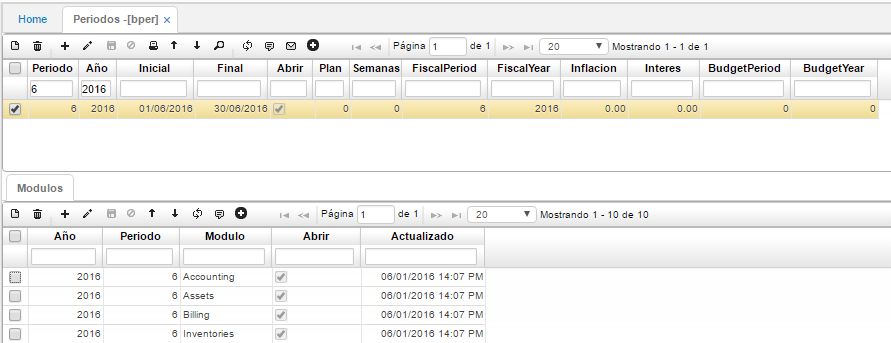 Home Periodos -[bper] ×
Página 1 de 1 20 Mostrando 1 - 1 de 1
Periodo Año Inicial Final Abrir Plan Semanas FiscalPeriod FiscalYear Inflacion Interes BudgetPeriod BudgetYear
6 2016
6 2016 01/06/2016 30/06/2016 0 0 6 2016 0.00 0.00 0 0
Modulos
Página 1 de 1 20 Mostrando 1 - 10 de 10
Año Periodo Modulo Abrir Actualizado
2016 6 Accounting 06/01/2016 14:07 PM
2016 6 Assets 06/01/2016 14:07 PM
2016 6 Billing 06/01/2016 14:07 PM
2016 6 Inventories 06/01/2016 14:07 PM